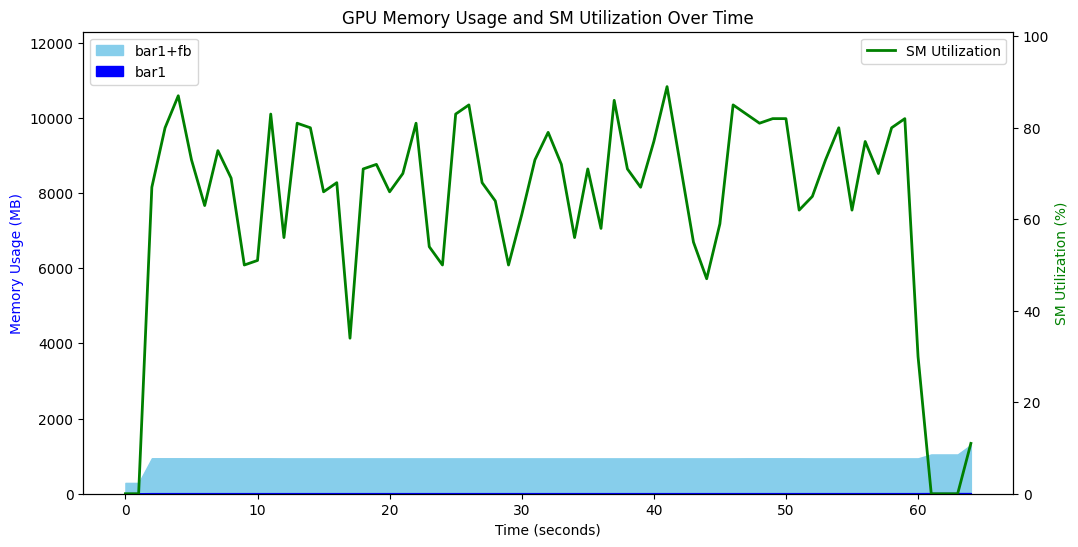 GPU Memory Usage and SM Utilization Over Time
bar1+fb
bar1
SM Utilization
12000
10000
8000
6000
4000
2000
0
Memory Usage (MB)
100
80
60
40
20
0
SM Utilization (%)
0 10 20 30 40 50 60
Time (seconds)